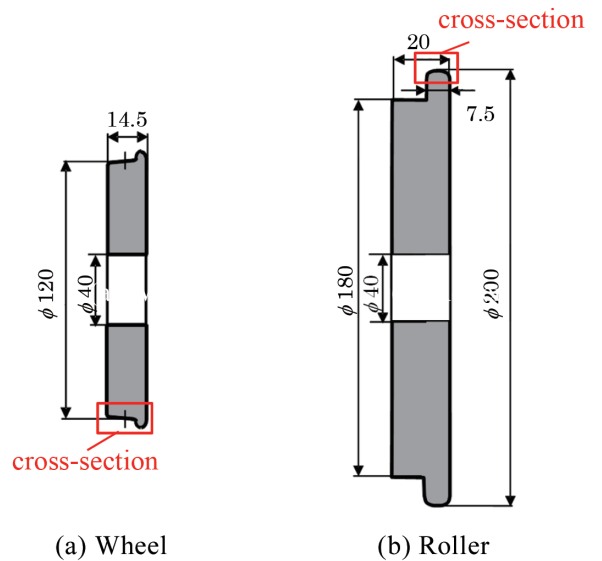 cross-section
20
14.5
7.5
ϕ120
ϕ40
ϕ180
ϕ40
ϕ200
cross-section
(a) Wheel
(b) Roller